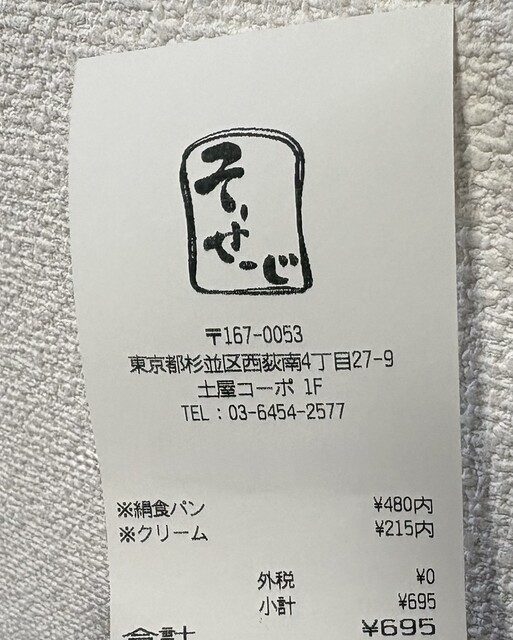 そ、
せーじ
〒167-0053
東京都杉並区西荻南4丁目27-9
土屋コーポ 1F
TEL：03-6454-2577
※絹食パン ¥480内
※クリーム ¥215内
外税 ¥0
小計 ¥695
合計 ¥695